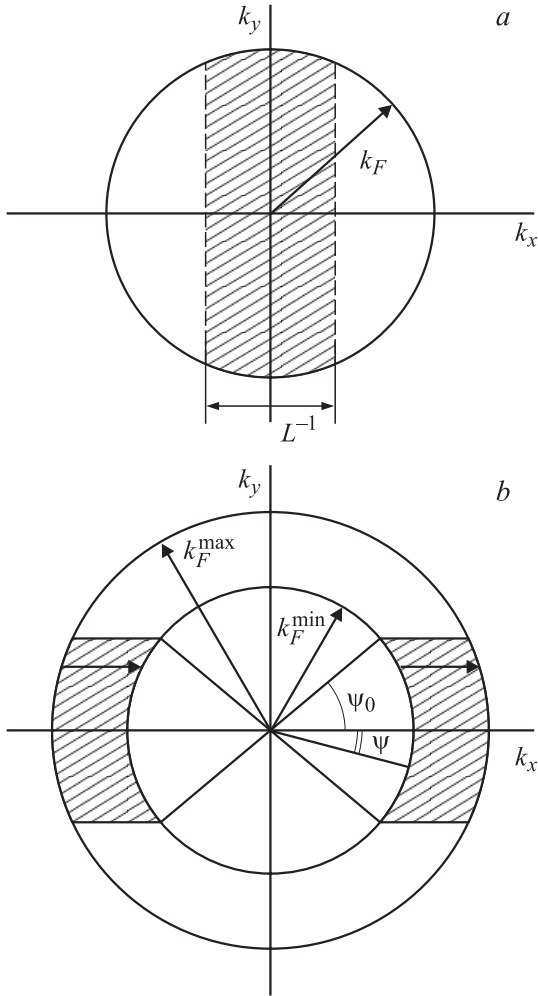 k_y
a
k_F
k_x
L^{-1}
k_y
b
k_F^{max}
k_F^{min}
ψ_0
ψ
k_x